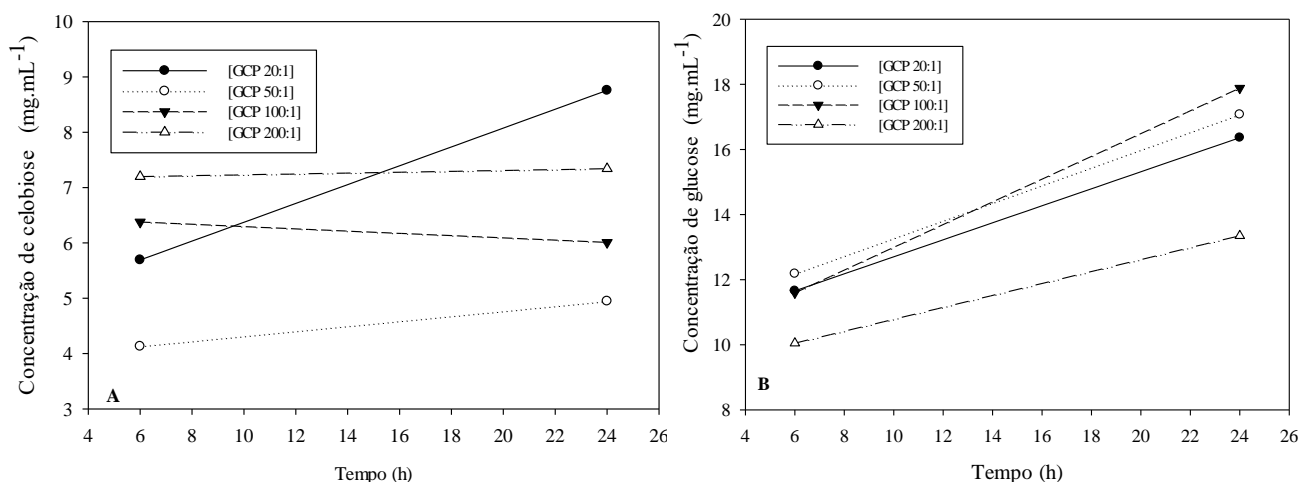 Concentração de celobiose (mg.mL-1)
10
9
8
7
6
5
4
3
[GCP 20:1]
[GCP 50:1]
[GCP 100:1]
[GCP 200:1]
A
4 6 8 10 12 14 16 18 20 22 24 26
Tempo (h)
Concentração de glucose (mg.mL-1)
20
18
16
14
12
10
8
[GCP 20:1]
[GCP 50:1]
[GCP 100:1]
[GCP 200:1]
B
4 6 8 10 12 14 16 18 20 22 24 26
Tempo (h)